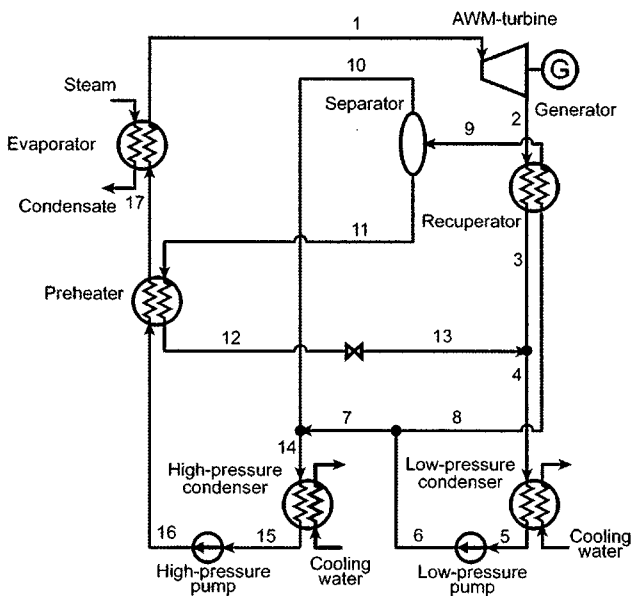 1
AWM-turbine
10
G
Steam
Separator
Generator
Evaporator
9
2
Condensate
17
Recuperator
11
3
Preheater
12
13
4
7
8
14
High-pressure
condenser
Low-pressure
condenser
16
15
6
5
Cooling
water
High-pressure
pump
Cooling
water
Low-pressure
pump